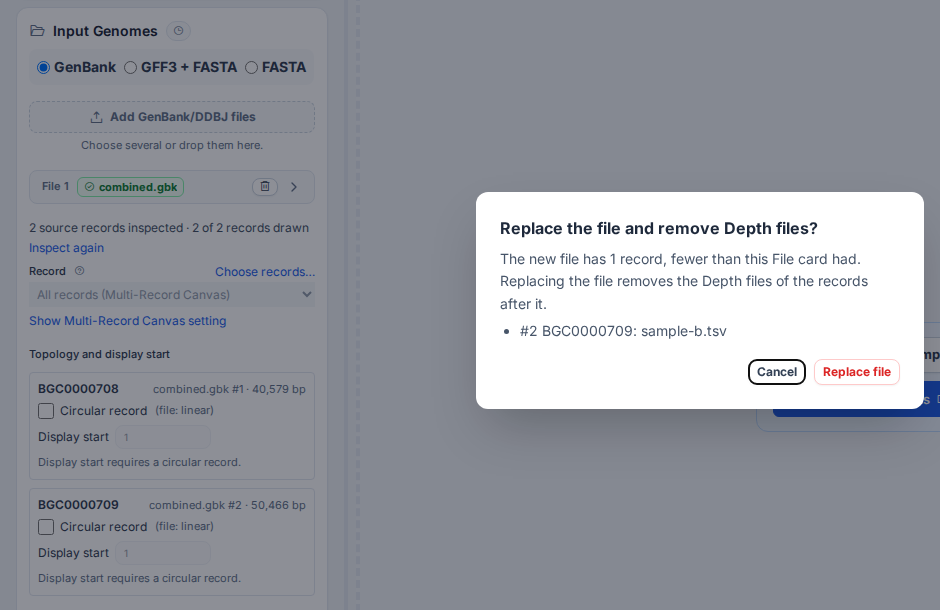 Input Genomes
GenBank GFF3 + FASTA FASTA
Add GenBank/DDBJ files
Choose several or drop them here.
File 1 combined.gbk
2 source records inspected · 2 of 2 records drawn
Inspect again
Record Choose records...
All records (Multi-Record Canvas)
Show Multi-Record Canvas setting
Topology and display start
BGC0000708 combined.gbk #1 · 40,579 bp
Circular record (file: linear)
Display start 1
Display start requires a circular record.
BGC0000709 combined.gbk #2 · 50,466 bp
Circular record (file: linear)
Display start 1
Display start requires a circular record.
Replace the file and remove Depth files?
The new file has 1 record, fewer than this File card had.
Replacing the file removes the Depth files of the records
after it.
• #2 BGC0000709: sample-b.tsv
Cancel Replace file